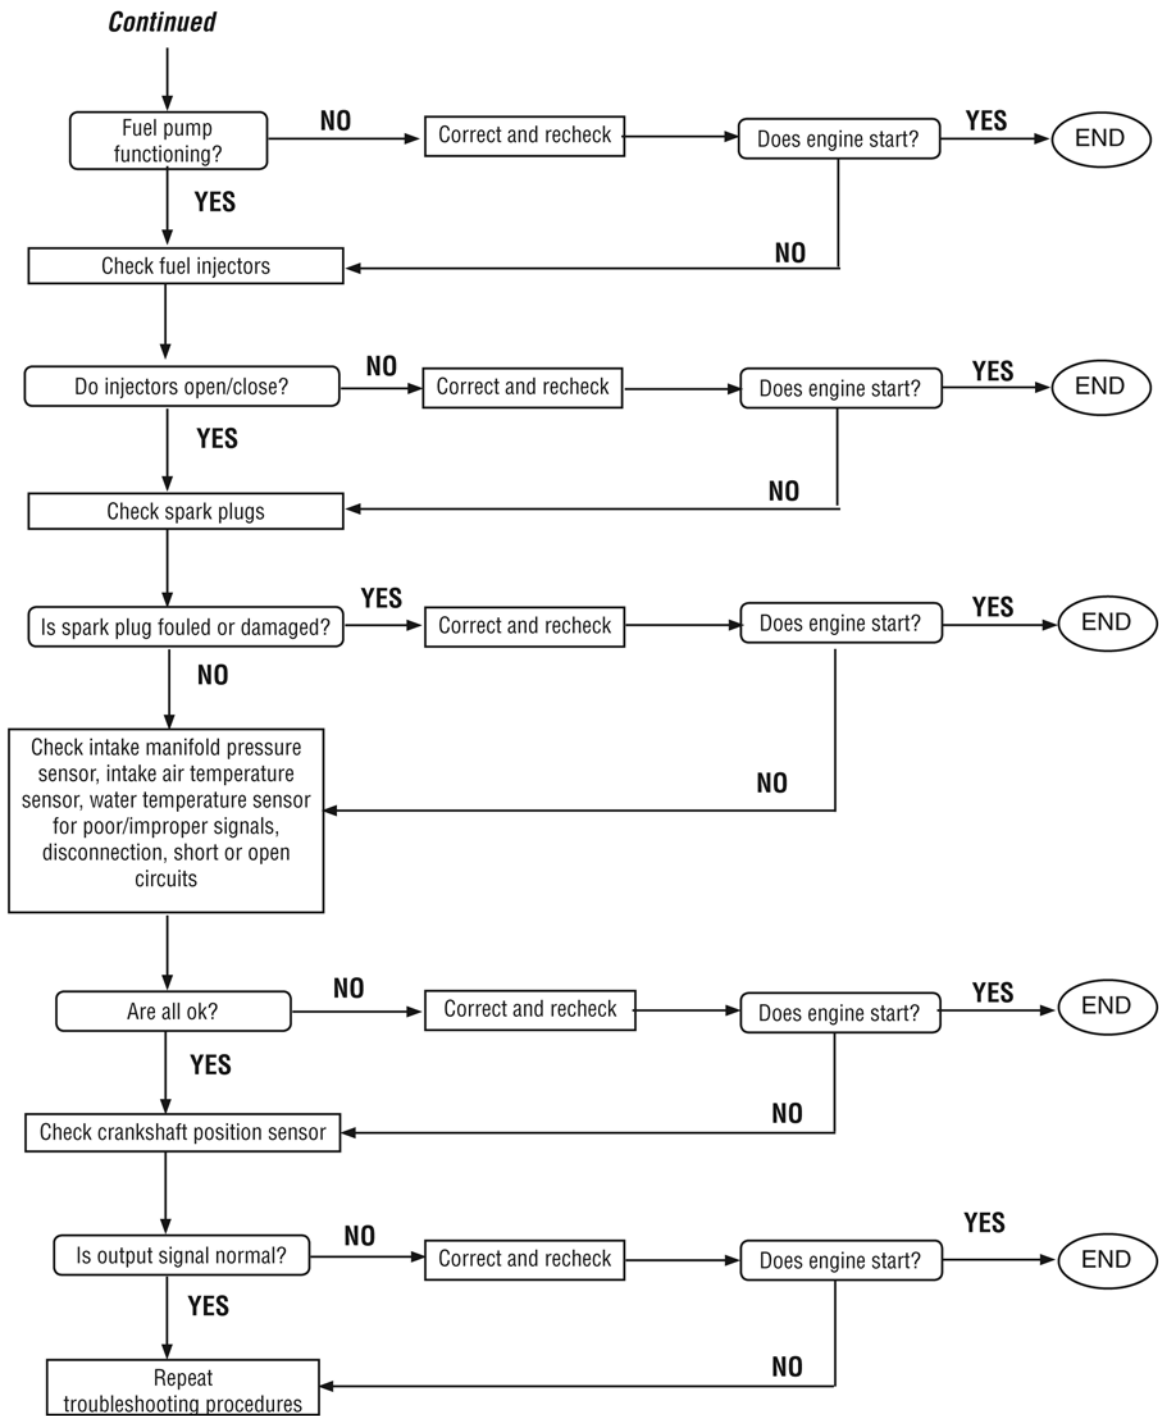 Continued
Fuel pump
functioning?
NO
Correct and recheck
Does engine start?
YES
END
YES
NO
Check fuel injectors
Do injectors open/close?
NO
Correct and recheck
Does engine start?
YES
END
YES
NO
Check spark plugs
Is spark plug fouled or damaged?
YES
Correct and recheck
Does engine start?
YES
END
NO
Check intake manifold pressure
sensor, intake air temperature
sensor, water temperature sensor
for poor/improper signals,
disconnection, short or open
circuits
NO
Are all ok?
NO
Correct and recheck
Does engine start?
YES
END
YES
NO
Check crankshaft position sensor
Is output signal normal?
NO
Correct and recheck
Does engine start?
YES
END
YES
NO
Repeat
troubleshooting procedures